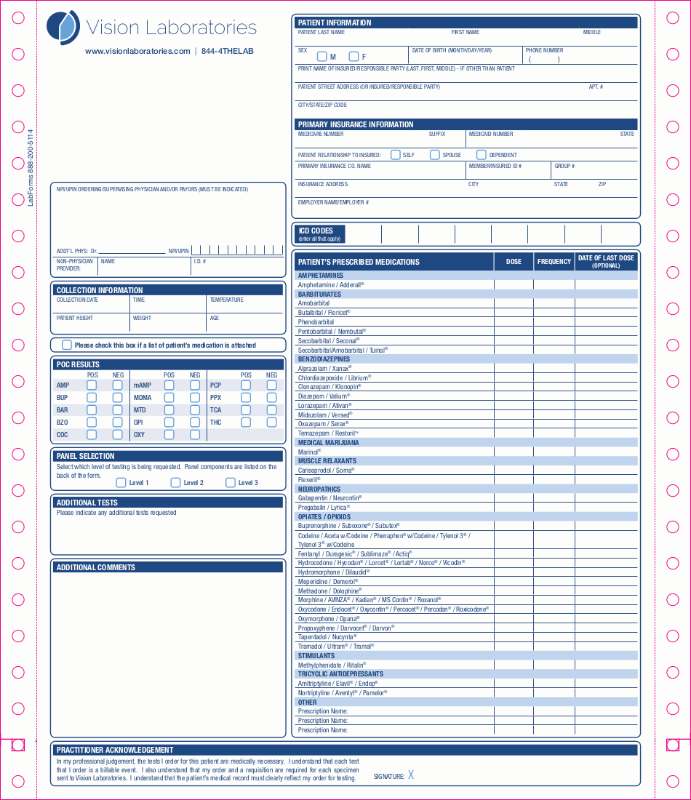 Vision Laboratories
www.visionlaboratories.com | 844-4THELAB
LabForms 888-200-5114
NPI/UPIN ORDERING/SUPERVISING PHYSICIAN AND/OR PAYORS (MUST BE INDICATED)
ADDT'L PHYS: Dr. NPI/UPIN
NON-PHYSICIAN PROVIDER: NAME I.D. #
COLLECTION INFORMATION
COLLECTION DATE TIME TEMPERATURE
PATIENT HEIGHT WEIGHT AGE
Please check this box if a list of patient's medication is attached
POC RESULTS
POS NEG POS NEG POS NEG
AMP mAMP PCP
BUP MDMA PPX
BAR MTD TCA
BZO OPI THC
COC OXY
PANEL SELECTION
Select which level of testing is being requested. Panel components are listed on the
back of the form.
Level 1 Level 2 Level 3
ADDITIONAL TESTS
Please indicate any additional tests requested
ADDITIONAL COMMENTS
PATIENT INFORMATION
PATIENT LAST NAME FIRST NAME MIDDLE
SEX M F DATE OF BIRTH (MONTH/DAY/YEAR) PHONE NUMBER
( )
PRINT NAME OF INSURED/RESPONSIBLE PARTY (LAST, FIRST, MIDDLE) - IF OTHER THAN PATIENT
PATIENT STREET ADDRESS (OR INSURED/RESPONSIBLE PARTY) APT. #
CITY/STATE/ZIP CODE
PRIMARY INSURANCE INFORMATION
MEDICARE NUMBER SUFFIX MEDICAID NUMBER STATE
PATIENT RELATIONSHIP TO INSURED: SELF SPOUSE DEPENDENT
PRIMARY INSURANCE CO. NAME MEMBER/INSURED ID # GROUP #
INSURANCE ADDRESS CITY STATE ZIP
EMPLOYER NAME/EMPLOYER #
ICD CODES
(enter all that apply)
PATIENT'S PRESCRIBED MEDICATIONS DOSE FREQUENCY DATE OF LAST DOSE
(OPTIONAL)
AMPHETAMINES
Amphetamine / Adderall®
BARBITURATES
Amobarbital
Butalbital / Fioricet®
Phenobarbital
Pentobarbital / Nembutal®
Secobarbital / Seconal®
Secobarbital/Amobarbital / Tuinal®
BENZODIAZEPINES
Alprazolam / Xanax®
Chlordiazepoxide / Librium®
Clonazepam / Klonopin®
Diazepam / Valium®
Lorazepam / Ativan®
Midazolam / Versed®
Oxazepam / Serax®
Temazepam / Restoril™
MEDICAL MARIJUANA
Marinol®
MUSCLE RELAXANTS
Carisoprodol / Soma®
Flexeril®
NEUROPATHICS
Gabapentin / Neurontin®
Pregabalin / Lyrica®
OPIATES / OPIOIDS
Buprenorphine / Suboxone® / Subutex®
Codeine / Aceta w/Codeine / Phenaphen® w/Codeine / Tylenol 3® /
Tylenol 3® w/Codeine
Fentanyl / Duragesic® / Sublimaze® / Actiq®
Hydrocodone / Hycodan® / Lorcet® / Lortab® / Norco® / Vicodin®
Hydromorphone / Dilaudid®
Meperidine / Demerol®
Methadone / Dolophine®
Morphine / AVINZA® / Kadian® / MS Contin® / Roxanol®
Oxycodone / Endocet® / Oxycontin® / Percocet® / Percodan® / Roxicodone®
Oxymorphone / Opana®
Propoxyphene / Darvocet® / Darvon®
Tapentadol / Nucynta®
Tramadol / Ultram® / Tramal®
STIMULANTS
Methylphenidate / Ritalin®
TRICYCLIC ANTIDEPRESSANTS
Amitriptyline / Elavil® / Endep®
Nortriptyline / Aventyl® / Pamelor®
OTHER
Prescription Name:
Prescription Name:
Prescription Name:
PRACTITIONER ACKNOWLEDGEMENT
In my professional judgement, the tests I order for this patient are medically necessary. I understand that each test
that I order is a billable event. I also understand that my order and a requisition are required for each specimen
sent to Vision Laboratories. I understand that the patient's medical record must clearly reflect my order for testing.
SIGNATURE: X